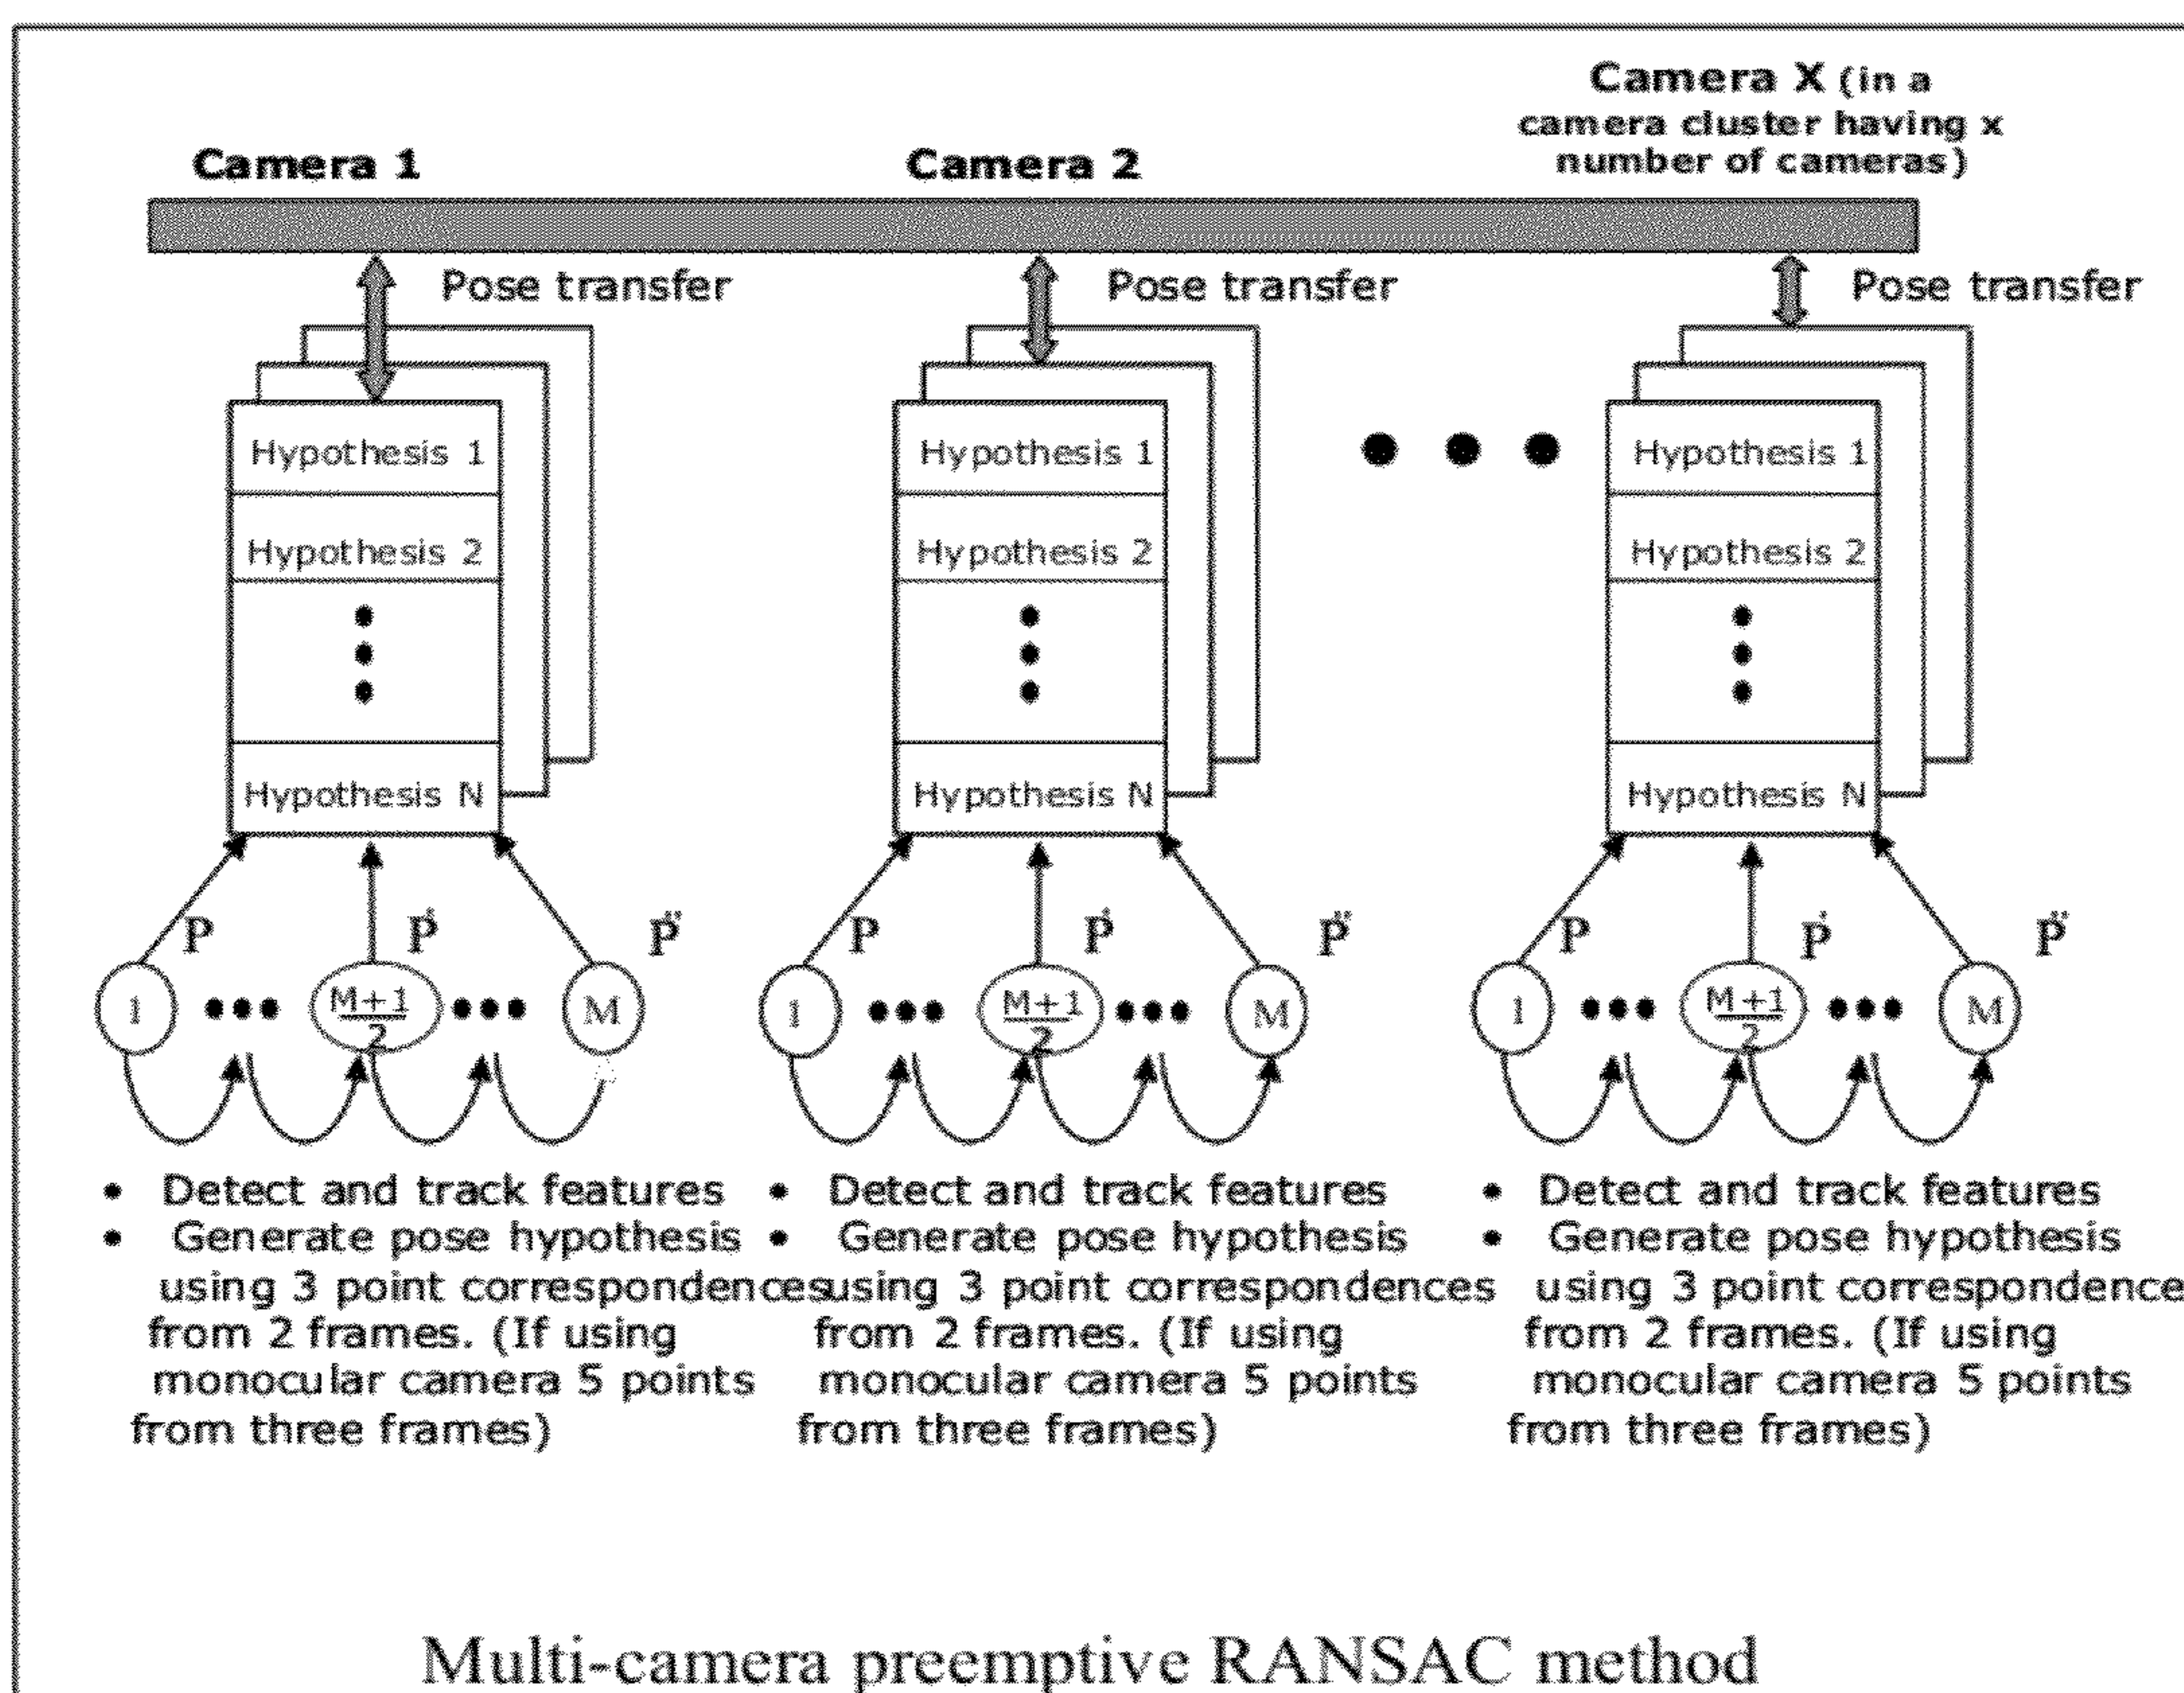 Camera 1
Camera 2
Camera X (in a
camera cluster having x
number of cameras)
Pose transfer
Pose transfer
Pose transfer
Hypothesis 1
Hypothesis 2
Hypothesis N
Hypothesis 1
Hypothesis 2
Hypothesis N
Hypothesis 1
Hypothesis 2
Hypothesis N
P
P'
P''
P
P'
P''
P
P'
P''
1
M+1
2
M
1
M+1
2
M
1
M+1
2
M
• Detect and track features
• Generate pose hypothesis
using 3 point correspondences
from 2 frames. (If using
monocular camera 5 points
from three frames)
• Detect and track features
• Generate pose hypothesis
using 3 point correspondences
from 2 frames. (If using
monocular camera 5 points
from three frames)
• Detect and track features
• Generate pose hypothesis
using 3 point correspondence
from 2 frames. (If using
monocular camera 5 points
from three frames)
Multi-camera preemptive RANSAC method